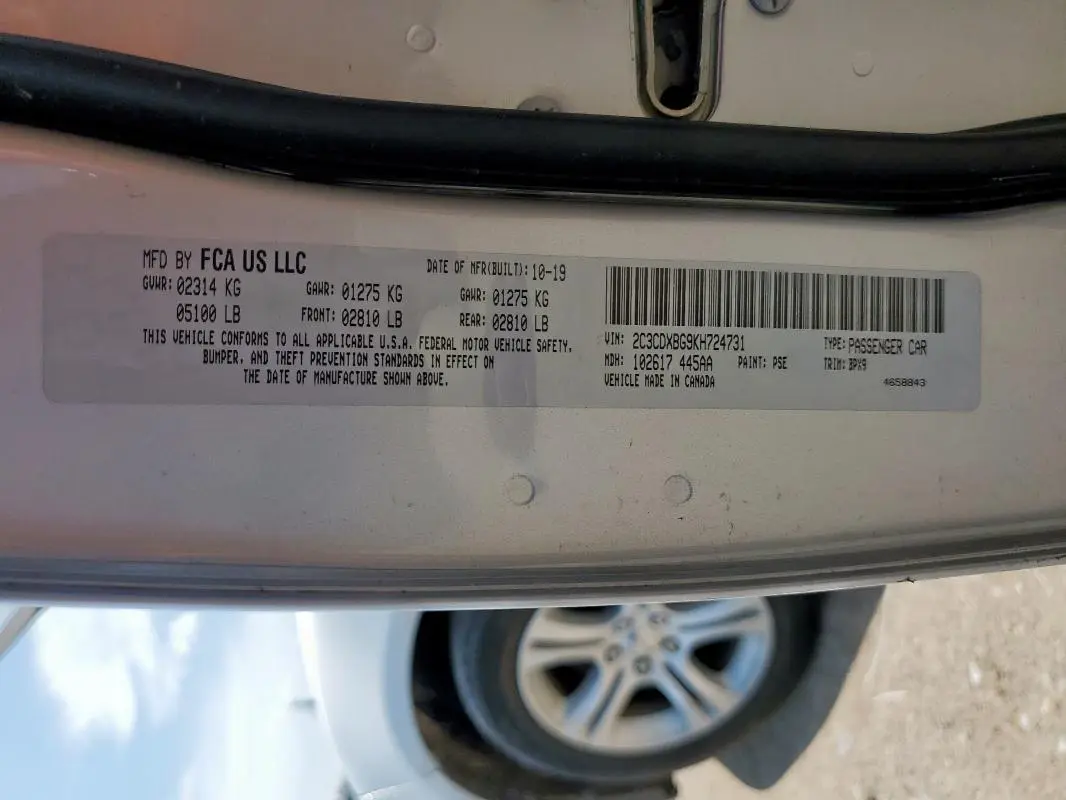 MFD BY FCA US LLC
DATE OF MFR(BUILT): 10-19
GVWR: 02314 KG
GAWR: 01275 KG
GAWR: 01275 KG
05100 LB
FRONT: 02810 LB
REAR: 02810 LB
THIS VEHICLE CONFORMS TO ALL APPLICABLE U.S.A. FEDERAL MOTOR VEHICLE SAFETY,
BUMPER, AND THEFT PREVENTION STANDARDS IN EFFECT ON
THE DATE OF MANUFACTURE SHOWN ABOVE.
VIN: 2C3CDXBG9KH724731
TYPE: PASSENGER CAR
MDH: 102617 445AA
PAINT: PSE
TRIM: BPX9
VEHICLE MADE IN CANADA
4658843